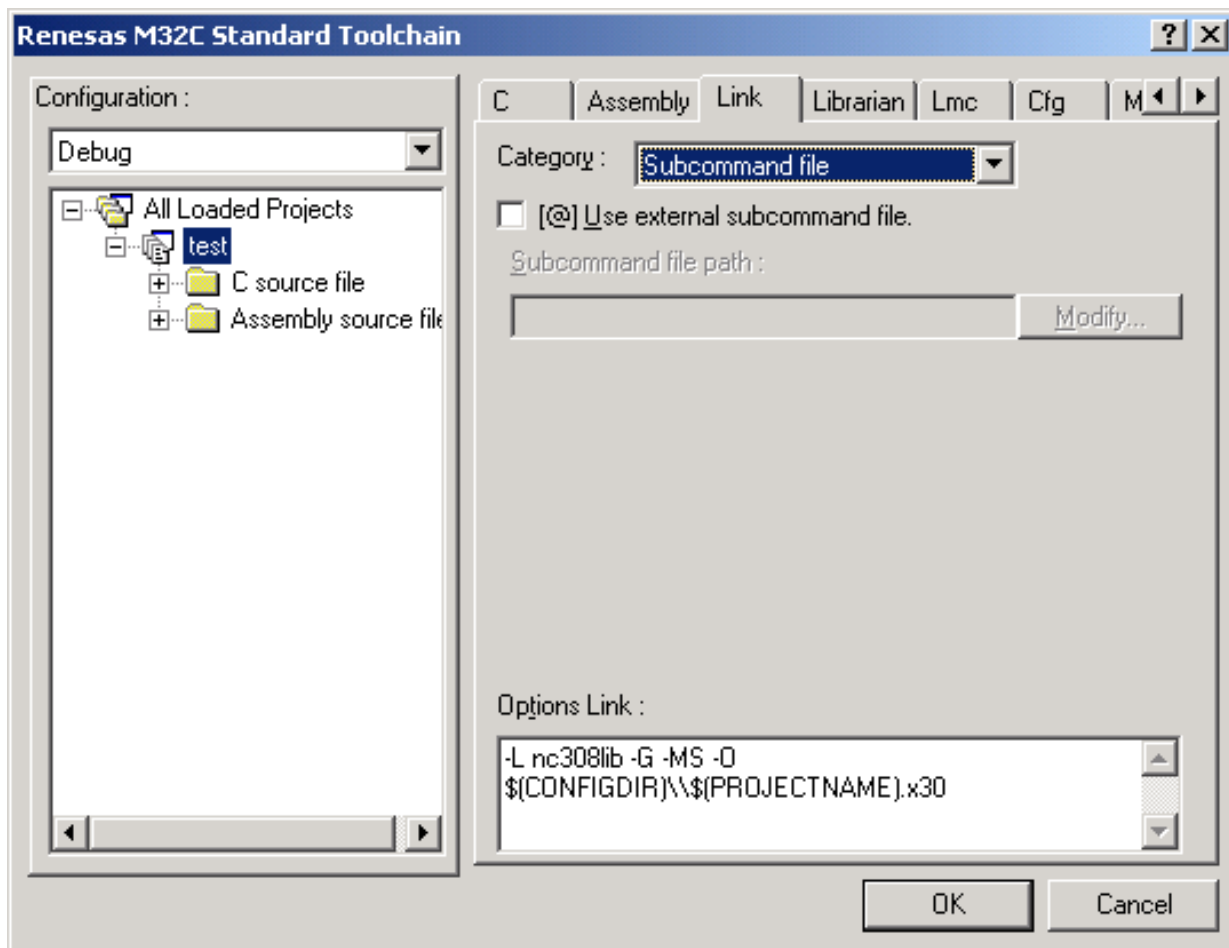 Renesas M32C Standard Toolchain
Configuration :
Debug
All Loaded Projects
test
C source file
Assembly source file
C Assembly Link Librarian Lmc Cfg M
Category : Subcommand file
[@] Use external subcommand file.
Subcommand file path :
Modify...
Options Link :
-L nc308lib -G -MS -O
$(CONFIGDIR)\\$(PROJECTNAME).x30
OK Cancel